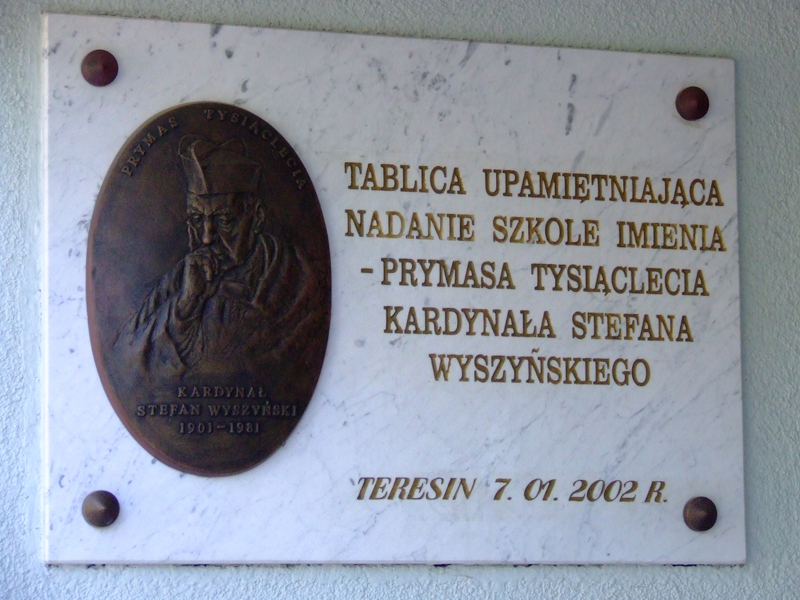 PRYMAS TYSIĄCLECIA
KARDYNAŁ
STEFAN WYSZYŃSKI
1901-1981
TABLICA UPAMIĘTNIAJĄCA
NADANIE SZKOLE IMIENIA
- PRYMASA TYSIĄCLECIA
KARDYNAŁA STEFANA
WYSZYÑSKIEGO
TERESIN 7. 01. 2002 R.